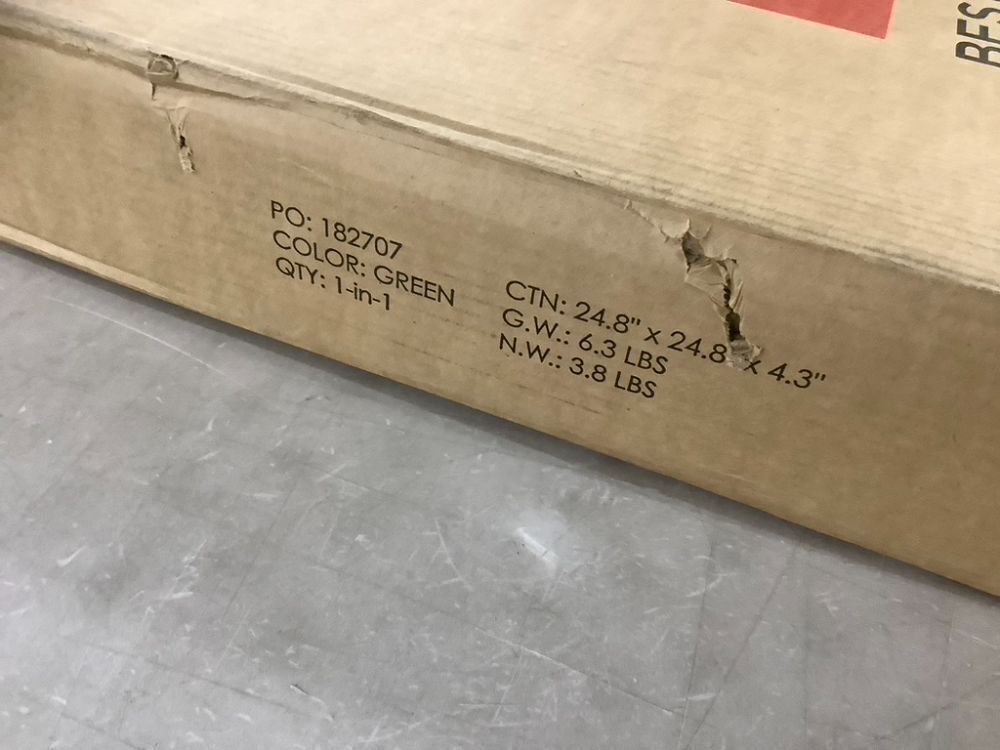 PO: 182707
COLOR: GREEN
QTY: 1-in-1
CTN: 24.8" x 24.8 x 4.3"
G.W.: 6.3 LBS
N.W.: 3.8 LBS